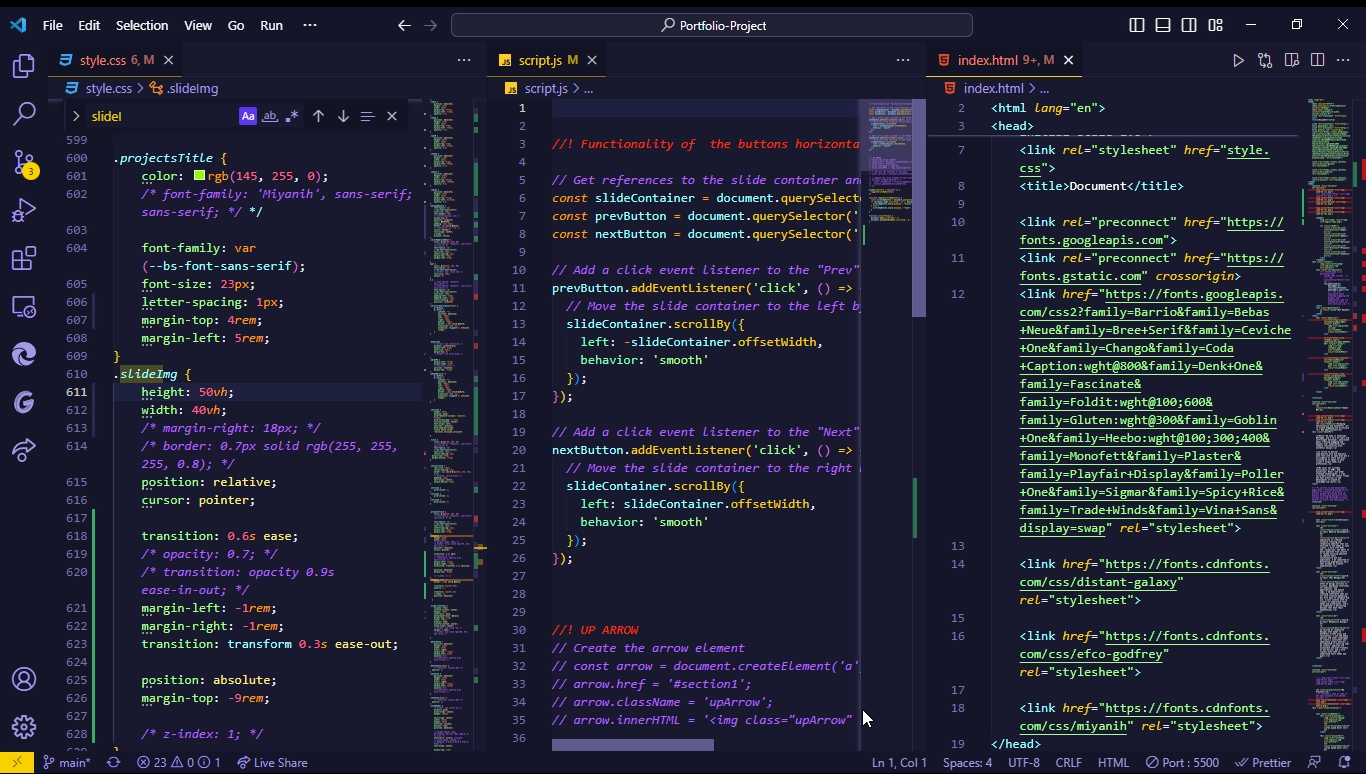 File Edit Selection View Go Run ···
Portfolio-Project
style.css 6, M
script.js M
index.html 9+, M
style.css > .slideImg
script.js > ...
index.html > ...
slideI
Aa
ab
3
599
600 .projectsTitle {
601 color: rgb(145, 255, 0);
602 /* font-family: 'Miyanih', sans-serif;
sans-serif; */ */
603
604 font-family: var
(--bs-font-sans-serif);
605 font-size: 23px;
606 letter-spacing: 1px;
607 margin-top: 4rem;
608 margin-left: 5rem;
609 }
610 .slideImg {
611 height: 50vh;
612 width: 40vh;
613 /* margin-right: 18px; */
614 /* border: 0.7px solid rgb(255, 255,
255, 0.8); */
615 position: relative;
616 cursor: pointer;
617
618 transition: 0.6s ease;
619 /* opacity: 0.7; */
620 /* transition: opacity 0.9s
ease-in-out; */
621 margin-left: -1rem;
622 margin-right: -1rem;
623 transition: transform 0.3s ease-out;
624
625 position: absolute;
626 margin-top: -9rem;
627
628 /* z-index: 1; */
1
2
3 //! Functionality of the buttons horizonta
4
5 // Get references to the slide container an
6 const slideContainer = document.querySelect
7 const prevButton = document.querySelector('
8 const nextButton = document.querySelector('
9
10 // Add a click event listener to the "Prev"
11 prevButton.addEventListener('click', () =>
12 // Move the slide container to the left b
13 slideContainer.scrollBy({
14 left: -slideContainer.offsetWidth,
15 behavior: 'smooth'
16 });
17 });
18
19 // Add a click event listener to the "Next"
20 nextButton.addEventListener('click', () =>
21 // Move the slide container to the right
22 slideContainer.scrollBy({
23 left: slideContainer.offsetWidth,
24 behavior: 'smooth'
25 });
26 });
27
28
29
30 //! UP ARROW
31 // Create the arrow element
32 // const arrow = document.createElement('a'
33 // arrow.href = '#section1';
34 // arrow.className = 'upArrow';
35 // arrow.innerHTML = '<img class="upArrow"
36
2 <html lang="en">
3 <head>
7 <link rel="stylesheet" href="style.
css">
8 <title>Document</title>
9
10 <link rel="preconnect" href="https://
fonts.googleapis.com">
11 <link rel="preconnect" href="https://
fonts.gstatic.com" crossorigin>
12 <link href="https://fonts.googleapis.
com/css2?family=Barrio&family=Bebas
+Neue&family=Bree+Serif&family=Ceviche
+One&family=Chango&family=Coda
+Caption:wght@800&family=Denk+One&
family=Fascinate&
family=Foldit:wght@100;600&
family=Gluten:wght@300&family=Goblin
+One&family=Heebo:wght@100;300;400&
family=Monofett&family=Plaster&
family=Playfair+Display&family=Poller
+One&family=Sigmar&family=Spicy+Rice&
family=Trade+Winds&family=Vina+Sans&
display=swap" rel="stylesheet">
13
14 <link href="https://fonts.cdnfonts.
com/css/distant-galaxy"
rel="stylesheet">
15
16 <link href="https://fonts.cdnfonts.
com/css/efco-godfrey"
rel="stylesheet">
17
18 <link href="https://fonts.cdnfonts.
com/css/miyanih" rel="stylesheet">
19 </head>
main* 23 0 1 Live Share Ln 1, Col 1 Spaces: 4 UTF-8 CRLF HTML Port : 5500 Prettier